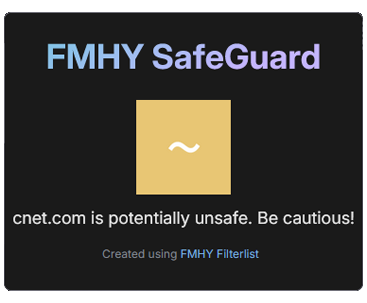 FMHY SafeGuard
~
cnet.com is potentially unsafe. Be cautious!
Created using FMHY Filterlist